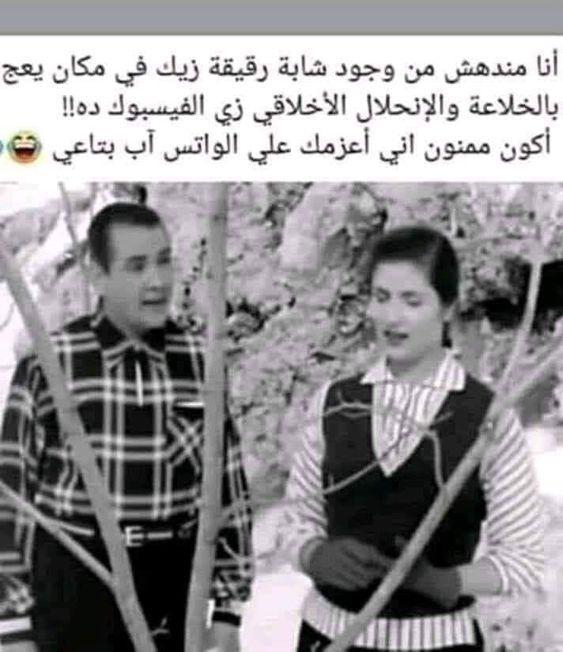 أنا مندهش من وجود شابة رقيقة زيك في مكان يعج
بالخلاعة والإنحلال الأخلاقي زي الفيسبوك ده!!
أكون ممنون اني أعزمك علي الواتس آب بتاعي 😂